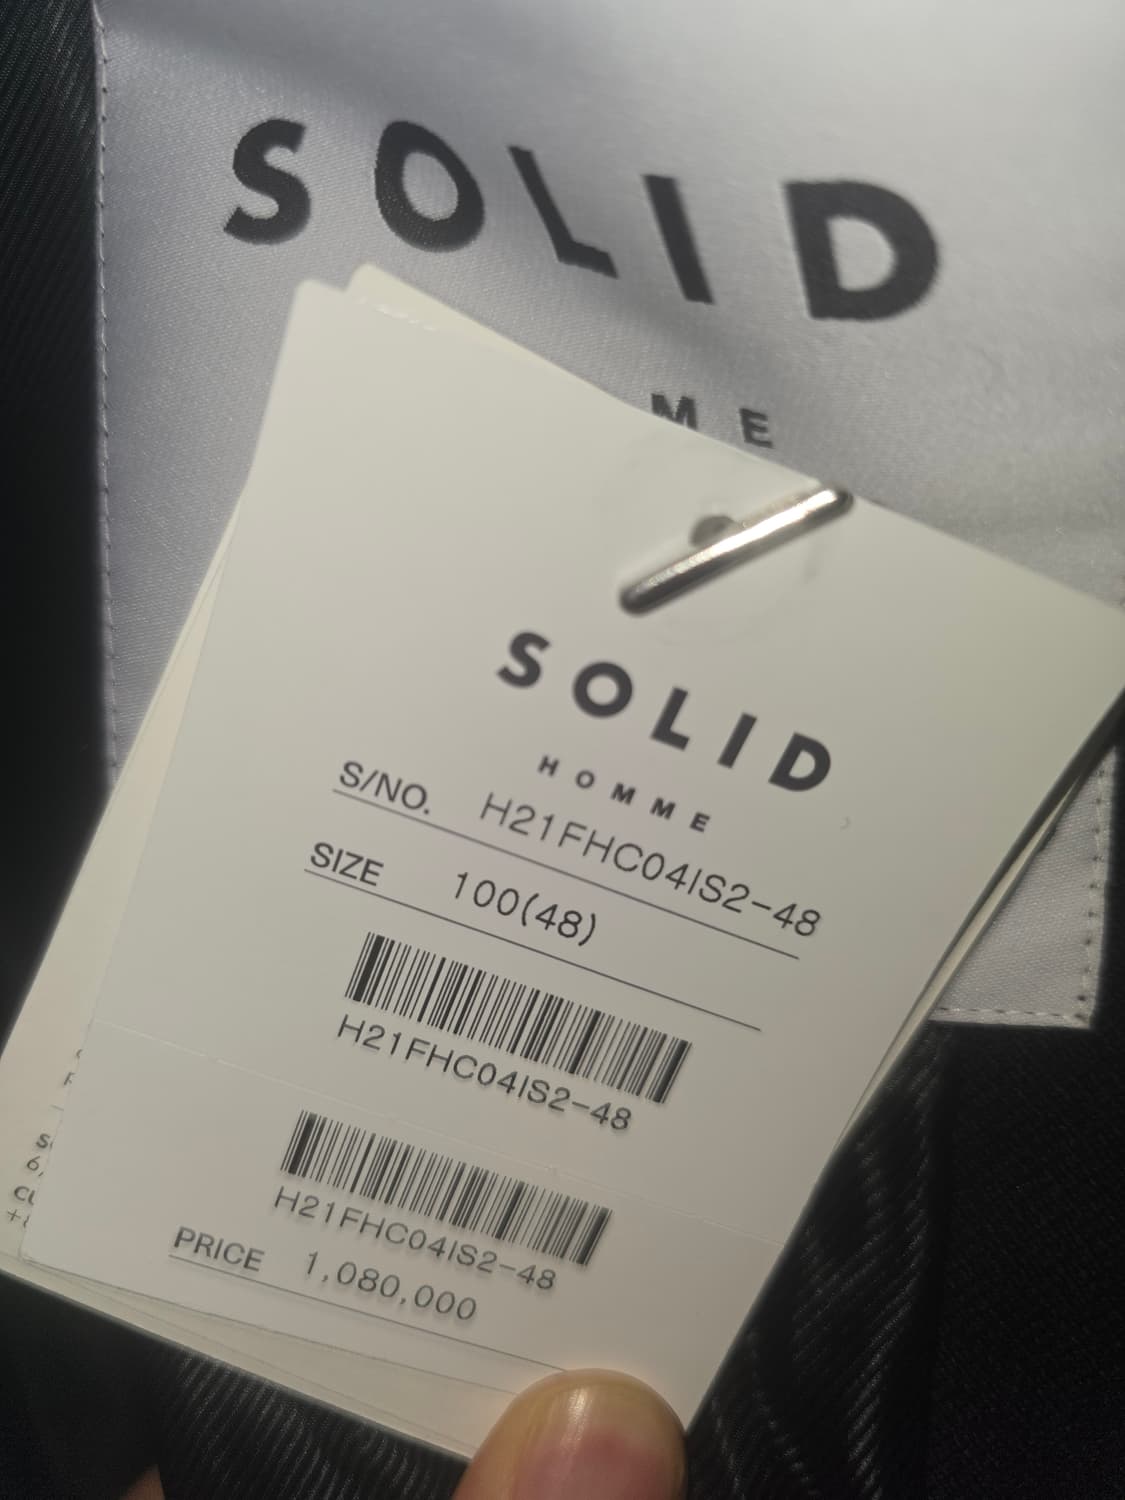 SOLID
ME
SOLID
HOMME
S/NO. H21FHC04IS2-48
SIZE 100(48)
H21FHC04IS2-48
H21FHC04IS2-48
PRICE 1,080,000